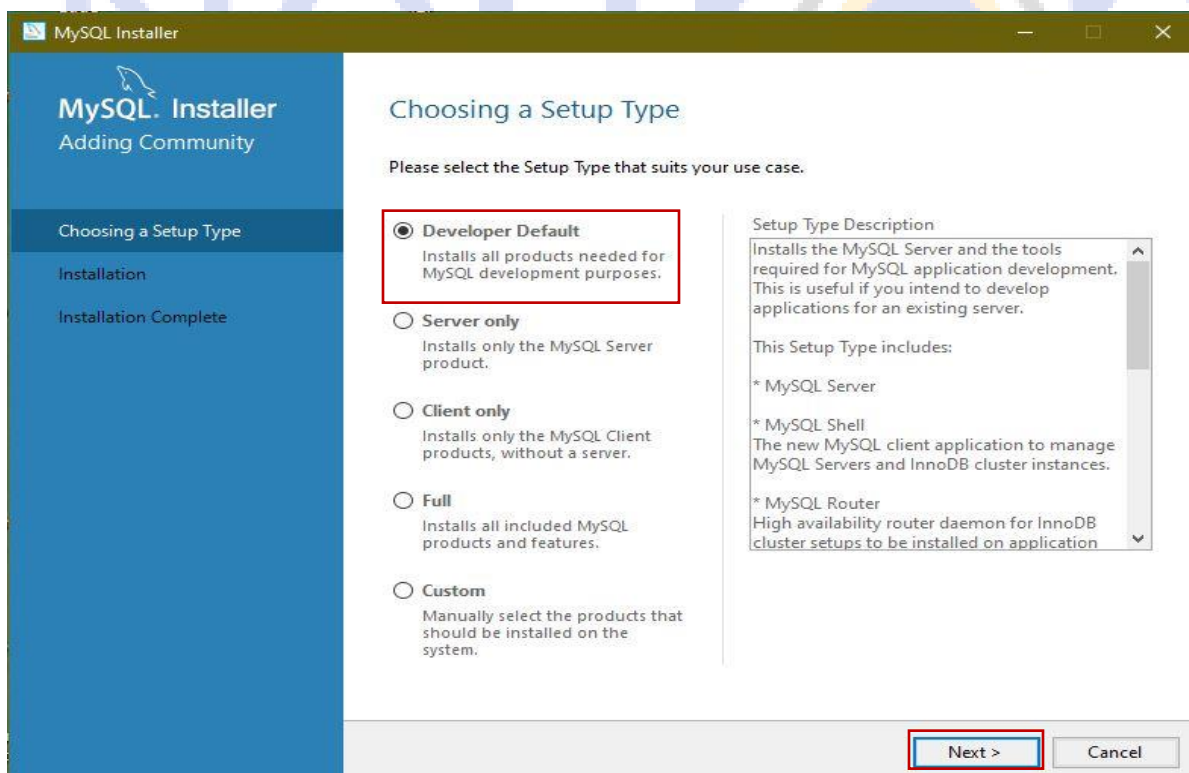 MySQL Installer
MySQL. Installer
Adding Community
Choosing a Setup Type
Installation
Installation Complete
Choosing a Setup Type
Please select the Setup Type that suits your use case.
Developer Default
Installs all products needed for
MySQL development purposes.
Server only
Installs only the MySQL Server
product.
Client only
Installs only the MySQL Client
products, without a server.
Full
Installs all included MySQL
products and features.
Custom
Manually select the products that
should be installed on the
system.
Setup Type Description
Installs the MySQL Server and the tools
required for MySQL application development.
This is useful if you intend to develop
applications for an existing server.
This Setup Type includes:
* MySQL Server
* MySQL Shell
The new MySQL client application to manage
MySQL Servers and InnoDB cluster instances.
* MySQL Router
High availability router daemon for InnoDB
cluster setups to be installed on application
Next >
Cancel